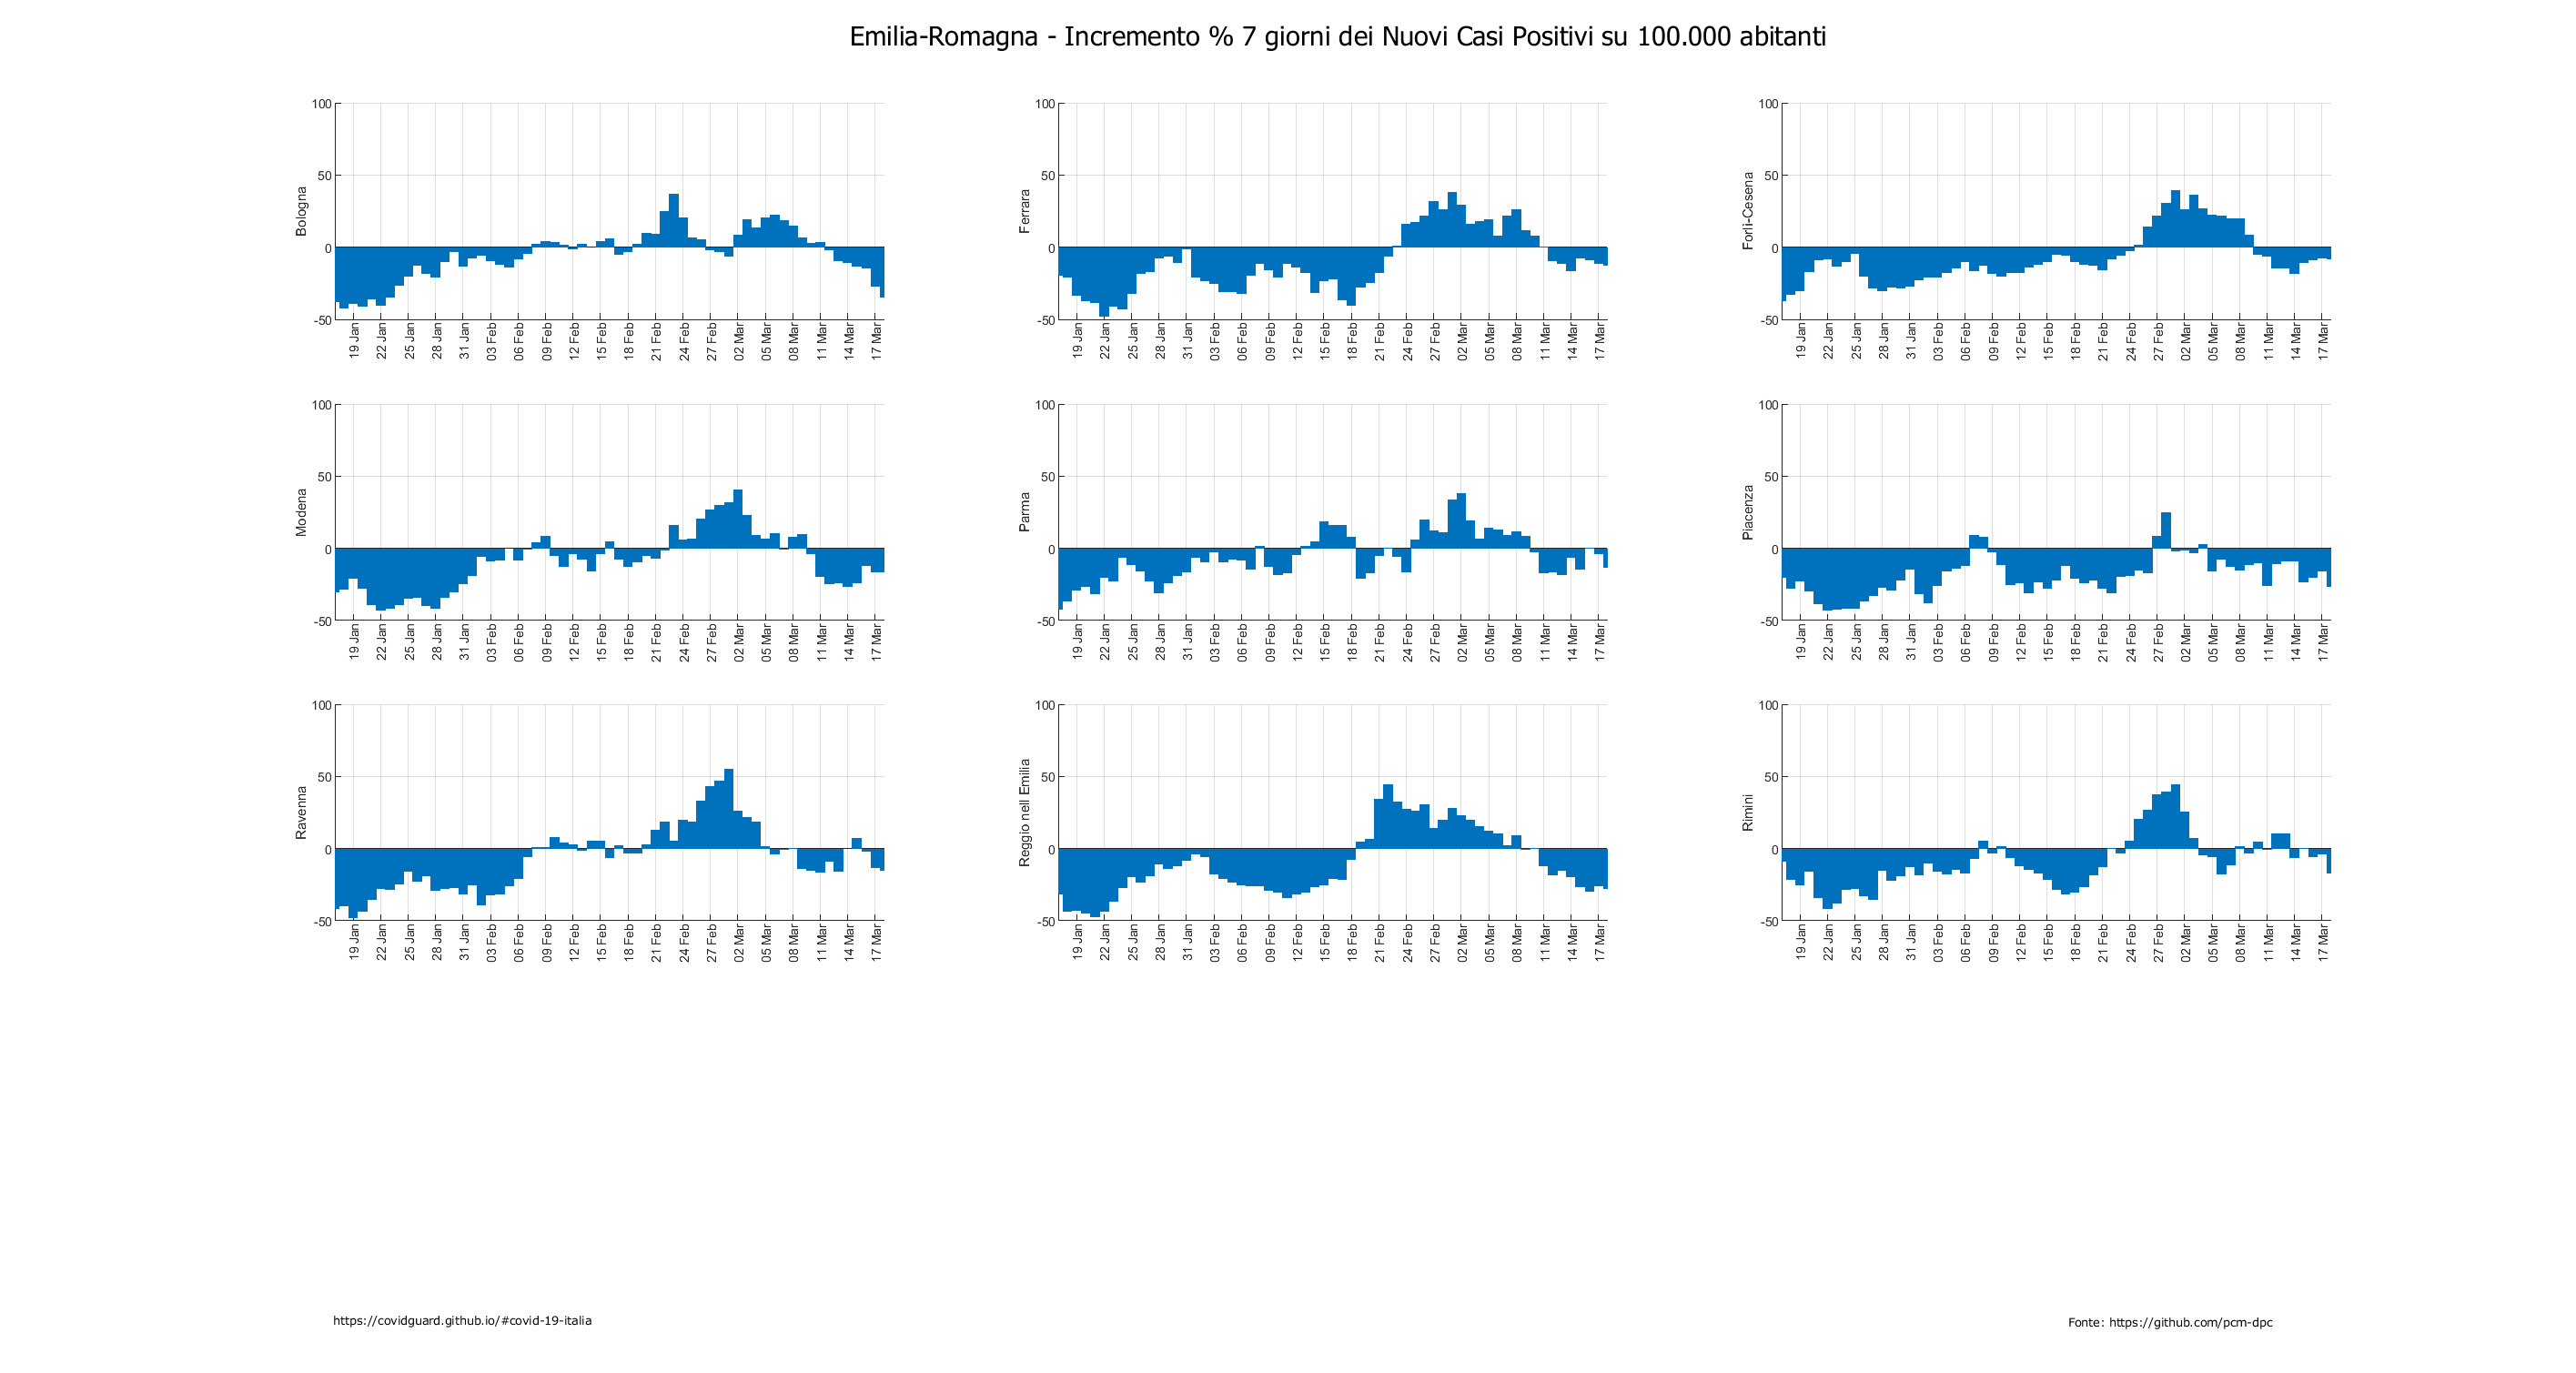 Emilia-Romagna - Incremento % 7 giorni dei Nuovi Casi Positivi su 100.000 abitanti
Bologna
100
50
0
-50
19 Jan 22 Jan 25 Jan 28 Jan 31 Jan 03 Feb 06 Feb 09 Feb 12 Feb 15 Feb 18 Feb 21 Feb 24 Feb 27 Feb 02 Mar 05 Mar 08 Mar 11 Mar 14 Mar 17 Mar
Ferrara
100
50
0
-50
19 Jan 22 Jan 25 Jan 28 Jan 31 Jan 03 Feb 06 Feb 09 Feb 12 Feb 15 Feb 18 Feb 21 Feb 24 Feb 27 Feb 02 Mar 05 Mar 08 Mar 11 Mar 14 Mar 17 Mar
Forlì-Cesena
100
50
0
-50
19 Jan 22 Jan 25 Jan 28 Jan 31 Jan 03 Feb 06 Feb 09 Feb 12 Feb 15 Feb 18 Feb 21 Feb 24 Feb 27 Feb 02 Mar 05 Mar 08 Mar 11 Mar 14 Mar 17 Mar
Modena
100
50
0
-50
19 Jan 22 Jan 25 Jan 28 Jan 31 Jan 03 Feb 06 Feb 09 Feb 12 Feb 15 Feb 18 Feb 21 Feb 24 Feb 27 Feb 02 Mar 05 Mar 08 Mar 11 Mar 14 Mar 17 Mar
Parma
100
50
0
-50
19 Jan 22 Jan 25 Jan 28 Jan 31 Jan 03 Feb 06 Feb 09 Feb 12 Feb 15 Feb 18 Feb 21 Feb 24 Feb 27 Feb 02 Mar 05 Mar 08 Mar 11 Mar 14 Mar 17 Mar
Piacenza
100
50
0
-50
19 Jan 22 Jan 25 Jan 28 Jan 31 Jan 03 Feb 06 Feb 09 Feb 12 Feb 15 Feb 18 Feb 21 Feb 24 Feb 27 Feb 02 Mar 05 Mar 08 Mar 11 Mar 14 Mar 17 Mar
Ravenna
100
50
0
-50
19 Jan 22 Jan 25 Jan 28 Jan 31 Jan 03 Feb 06 Feb 09 Feb 12 Feb 15 Feb 18 Feb 21 Feb 24 Feb 27 Feb 02 Mar 05 Mar 08 Mar 11 Mar 14 Mar 17 Mar
Reggio nell Emilia
100
50
0
-50
19 Jan 22 Jan 25 Jan 28 Jan 31 Jan 03 Feb 06 Feb 09 Feb 12 Feb 15 Feb 18 Feb 21 Feb 24 Feb 27 Feb 02 Mar 05 Mar 08 Mar 11 Mar 14 Mar 17 Mar
Rimini
100
50
0
-50
19 Jan 22 Jan 25 Jan 28 Jan 31 Jan 03 Feb 06 Feb 09 Feb 12 Feb 15 Feb 18 Feb 21 Feb 24 Feb 27 Feb 02 Mar 05 Mar 08 Mar 11 Mar 14 Mar 17 Mar
https://covidguard.github.io/#covid-19-italia
Fonte: https://github.com/pcm-dpc